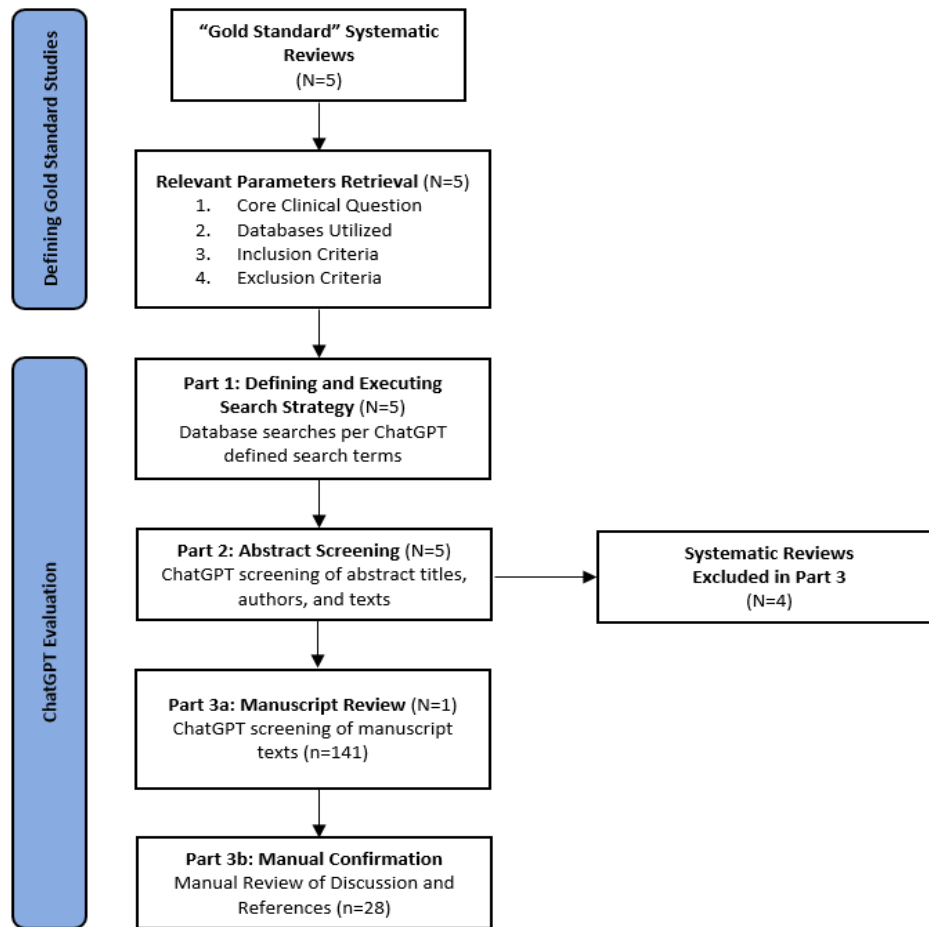 Defining Gold Standard Studies
“Gold Standard” Systematic
Reviews
(N=5)
Relevant Parameters Retrieval (N=5)
1. Core Clinical Question
2. Databases Utilized
3. Inclusion Criteria
4. Exclusion Criteria
ChatGPT Evaluation
Part 1: Defining and Executing
Search Strategy (N=5)
Database searches per ChatGPT
defined search terms
Part 2: Abstract Screening (N=5)
ChatGPT screening of abstract titles,
authors, and texts
Systematic Reviews
Excluded in Part 3
(N=4)
Part 3a: Manuscript Review (N=1)
ChatGPT screening of manuscript
texts (n=141)
Part 3b: Manual Confirmation
Manual Review of Discussion and
References (n=28)